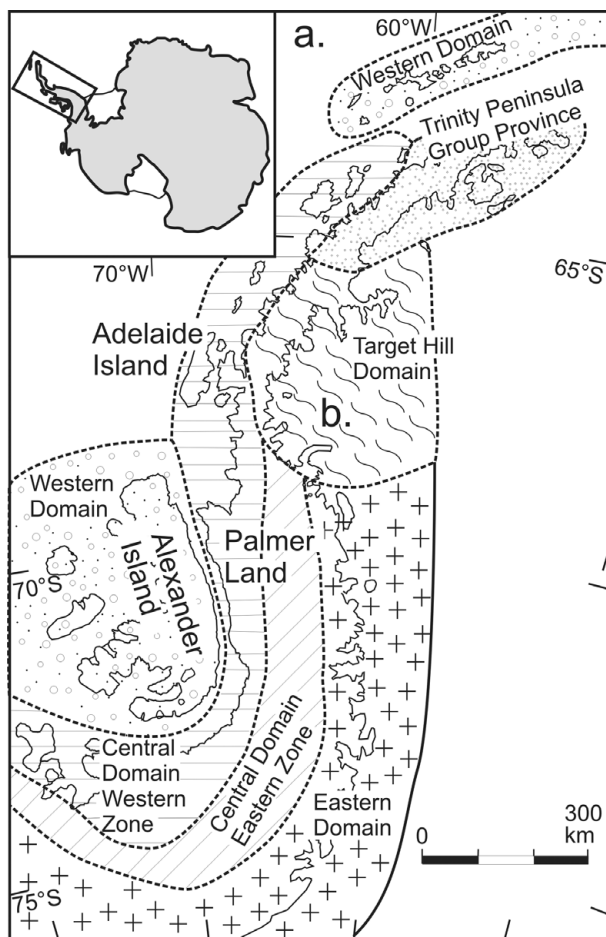 a.
60°W
Western Domain
Trinity Peninsula
Group Province
70°W
65°S
Adelaide
Island
Target Hill
Domain
b.
Western
Domain
Alexander
Island
Palmer
Land
70°S
Central
Domain
Western
Zone
Central Domain
Eastern Zone
Eastern
Domain
0
300
km
75°S